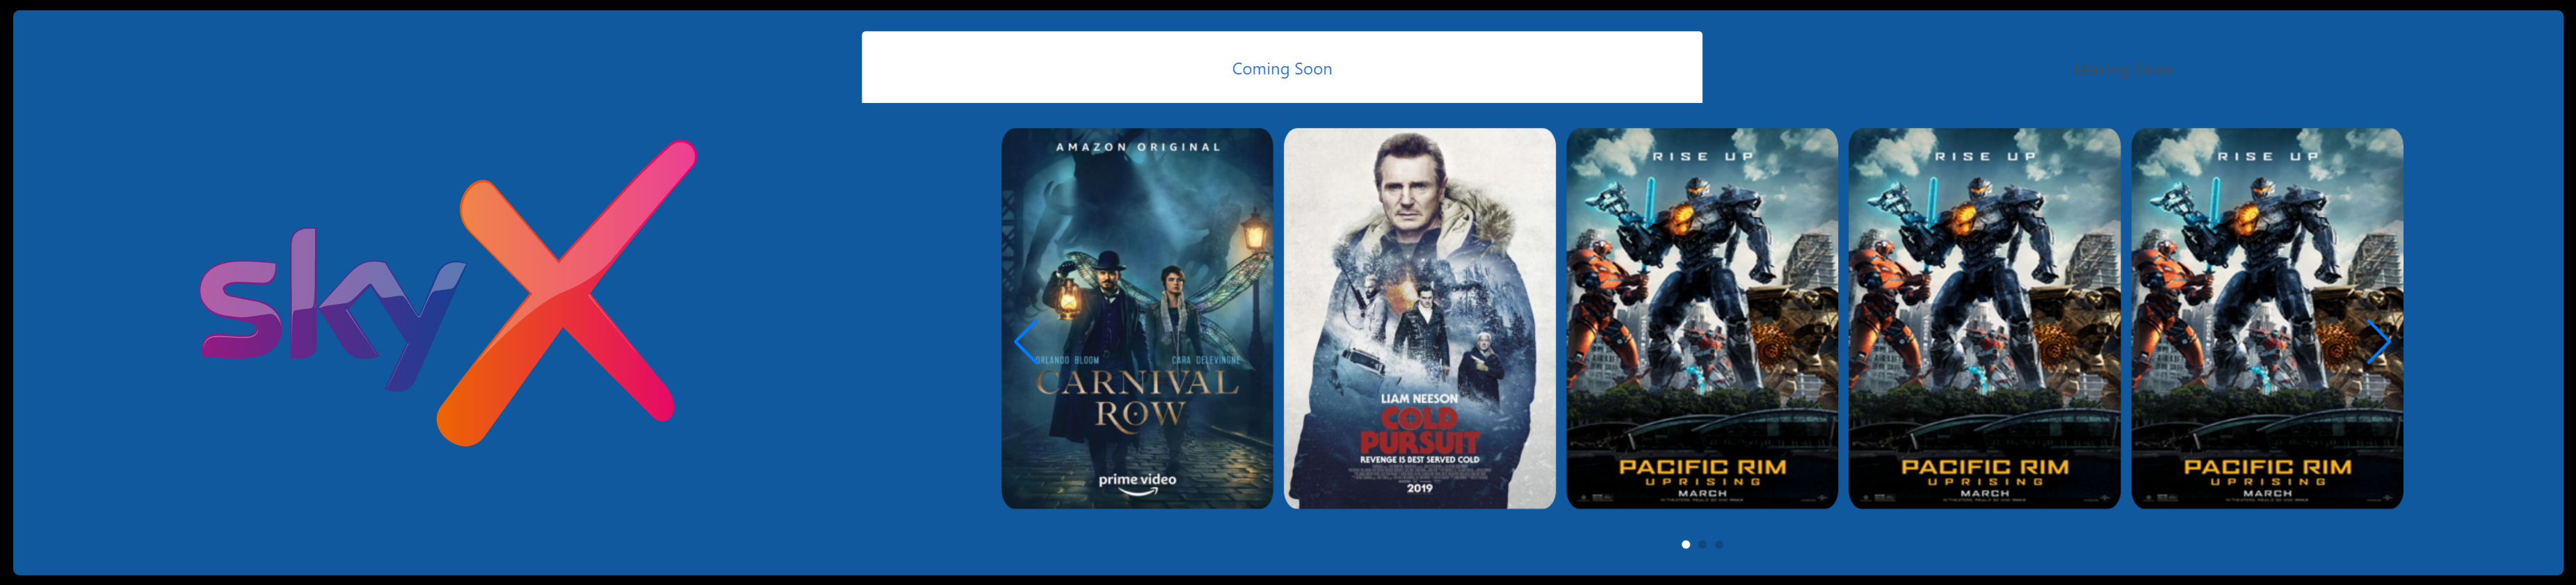 Coming Soon
Leaving Soon
sky X
AMAZON ORIGINAL
ORLANDO BLOOM CARA DELEVINGNE
CARNIVAL
ROW
prime video
LIAM NEESON
COLD
PURSUIT
REVENGE IS BEST SERVED COLD
2019
RISE UP
PACIFIC RIM
UPRISING
MARCH
RISE UP
PACIFIC RIM
UPRISING
MARCH
RISE UP
PACIFIC RIM
UPRISING
MARCH